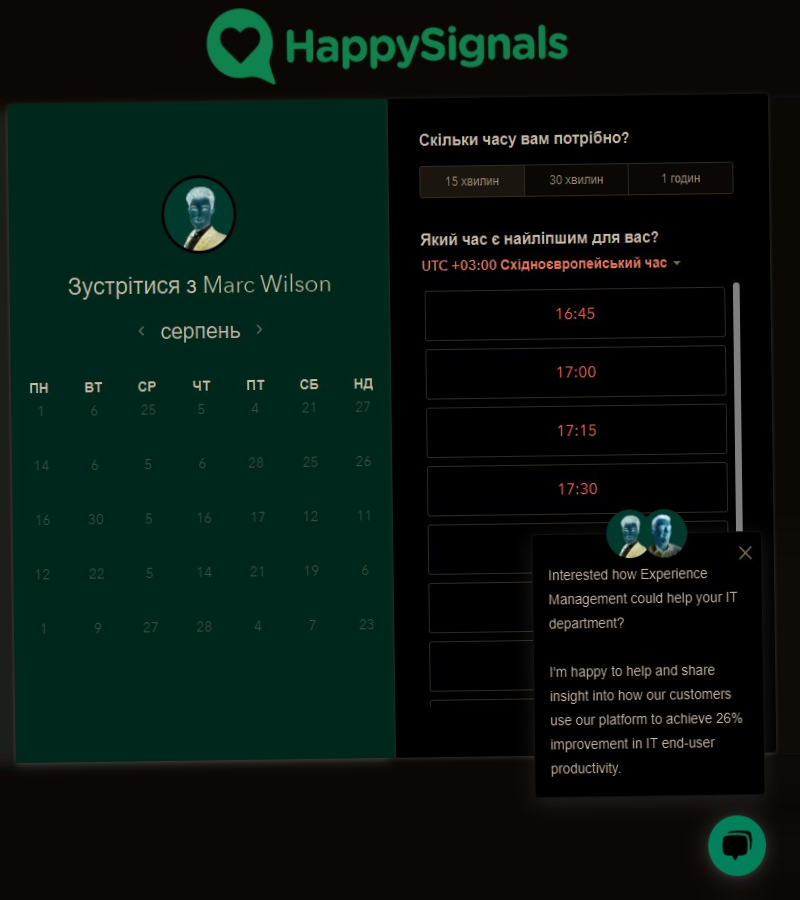 HappySignals
Зустрітися з Marc Wilson
серпень
ПН ВТ СР ЧТ ПТ СБ НД
1 6 25 5 4 21 27
14 6 5 6 28 25 26
16 30 5 16 17 12 11
12 22 5 14 21 19 6
1 9 27 28 4 7 23
Скільки часу вам потрібно?
15 хвилин 30 хвилин 1 годин
Який час є найліпшим для вас?
UTC +03:00 Східноєвропейський час
16:45
17:00
17:15
17:30
Interested how Experience
Management could help your IT
department?
I'm happy to help and share
insight into how our customers
use our platform to achieve 26%
improvement in IT end-user
productivity.